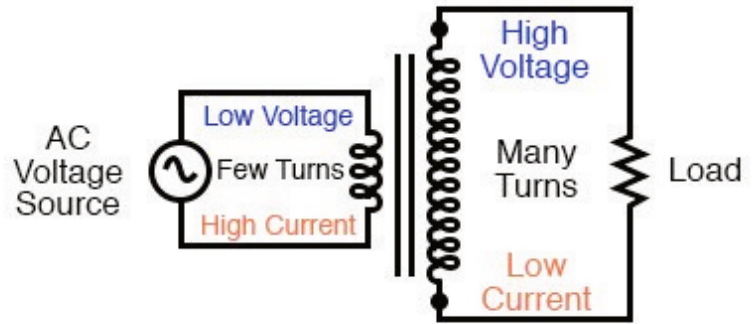 AC
Voltage
Source
Low Voltage
Few Turns
High Current
High
Voltage
Many
Turns
Low
Current
Load